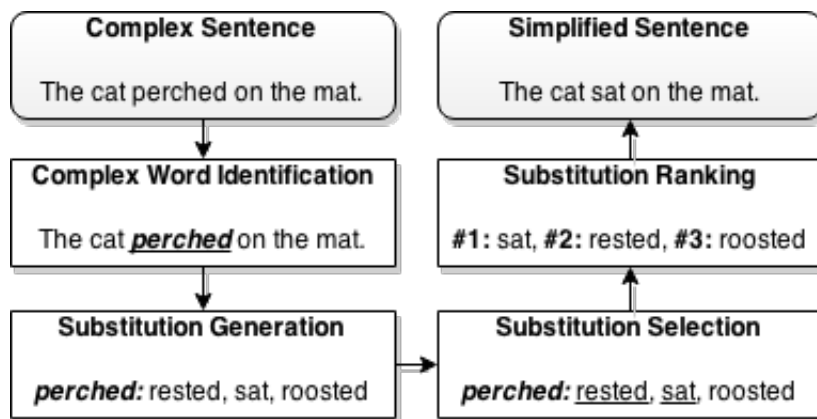 Complex Sentence
The cat perched on the mat.
Complex Word Identification
The cat perched on the mat.
Substitution Generation
perched: rested, sat, roosted
Substitution Selection
perched: rested, sat, roosted
Substitution Ranking
#1: sat, #2: rested, #3: roosted
Simplified Sentence
The cat sat on the mat.